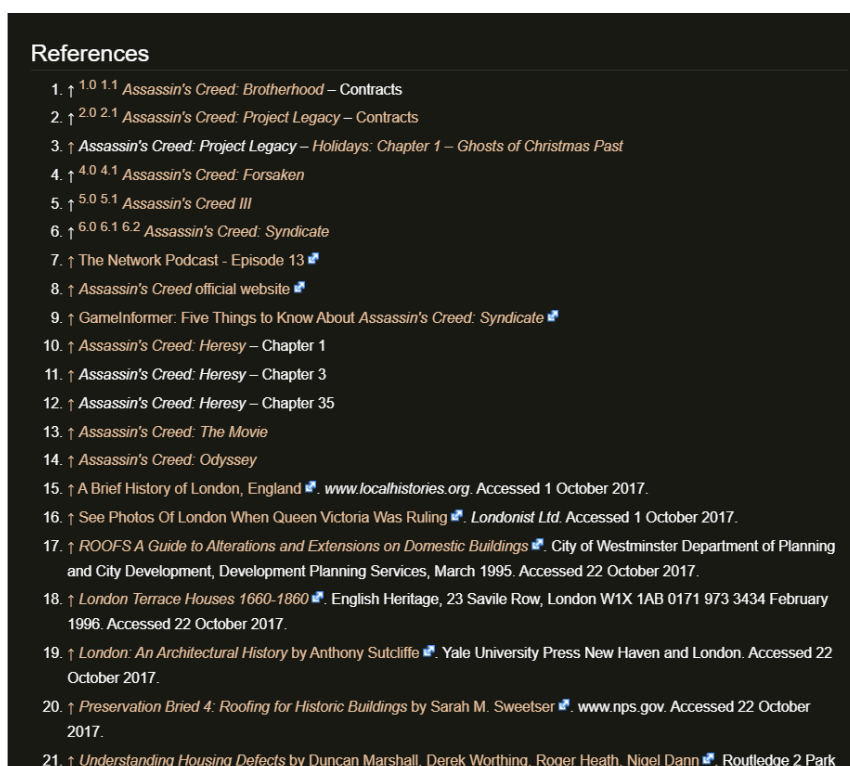 References
1. ↑ 1.0 1.1 Assassin's Creed: Brotherhood – Contracts
2. ↑ 2.0 2.1 Assassin's Creed: Project Legacy – Contracts
3. ↑ Assassin's Creed: Project Legacy – Holidays: Chapter 1 – Ghosts of Christmas Past
4. ↑ 4.0 4.1 Assassin's Creed: Forsaken
5. ↑ 5.0 5.1 Assassin's Creed III
6. ↑ 6.0 6.1 6.2 Assassin's Creed: Syndicate
7. ↑ The Network Podcast - Episode 13
8. ↑ Assassin's Creed official website
9. ↑ GameInformer: Five Things to Know About Assassin's Creed: Syndicate
10. ↑ Assassin's Creed: Heresy – Chapter 1
11. ↑ Assassin's Creed: Heresy – Chapter 3
12. ↑ Assassin's Creed: Heresy – Chapter 35
13. ↑ Assassin's Creed: The Movie
14. ↑ Assassin's Creed: Odyssey
15. ↑ A Brief History of London, England. www.localhistories.org. Accessed 1 October 2017.
16. ↑ See Photos Of London When Queen Victoria Was Ruling. Londonist Ltd. Accessed 1 October 2017.
17. ↑ ROOFS A Guide to Alterations and Extensions on Domestic Buildings. City of Westminster Department of Planning
and City Development, Development Planning Services, March 1995. Accessed 22 October 2017.
18. ↑ London Terrace Houses 1660-1860. English Heritage, 23 Savile Row, London W1X 1AB 0171 973 3434 February
1996. Accessed 22 October 2017.
19. ↑ London: An Architectural History by Anthony Sutcliffe. Yale University Press New Haven and London. Accessed 22
October 2017.
20. ↑ Preservation Bried 4: Roofing for Historic Buildings by Sarah M. Sweetser. www.nps.gov. Accessed 22 October
2017.
21. ↑ Understanding Housing Defects by Duncan Marshall, Derek Worthing, Roger Heath, Nigel Dann. Routledge 2 Park